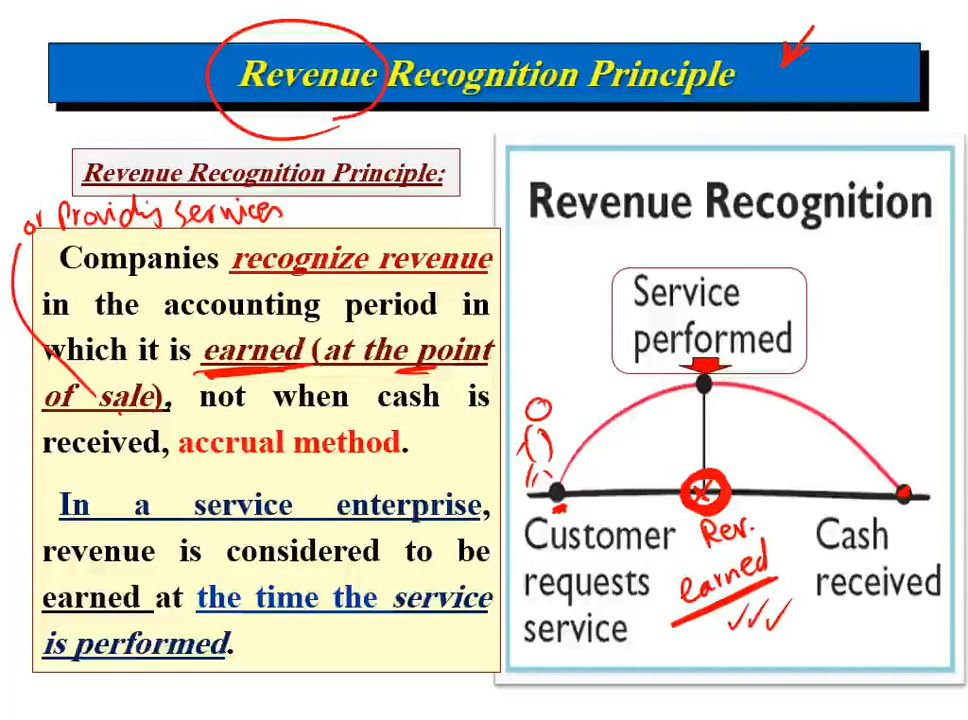 Revenue Recognition Principle
Revenue Recognition Principle:
or Providing Services
Companies recognize revenue
in the accounting period in
which it is earned (at the point
of sale), not when cash is
received, accrual method.
In a service enterprise,
revenue is considered to be
earned at the time the service
is performed.
Revenue Recognition
Service
performed
Customer
requests
service
Rev.
earned
Cash
received